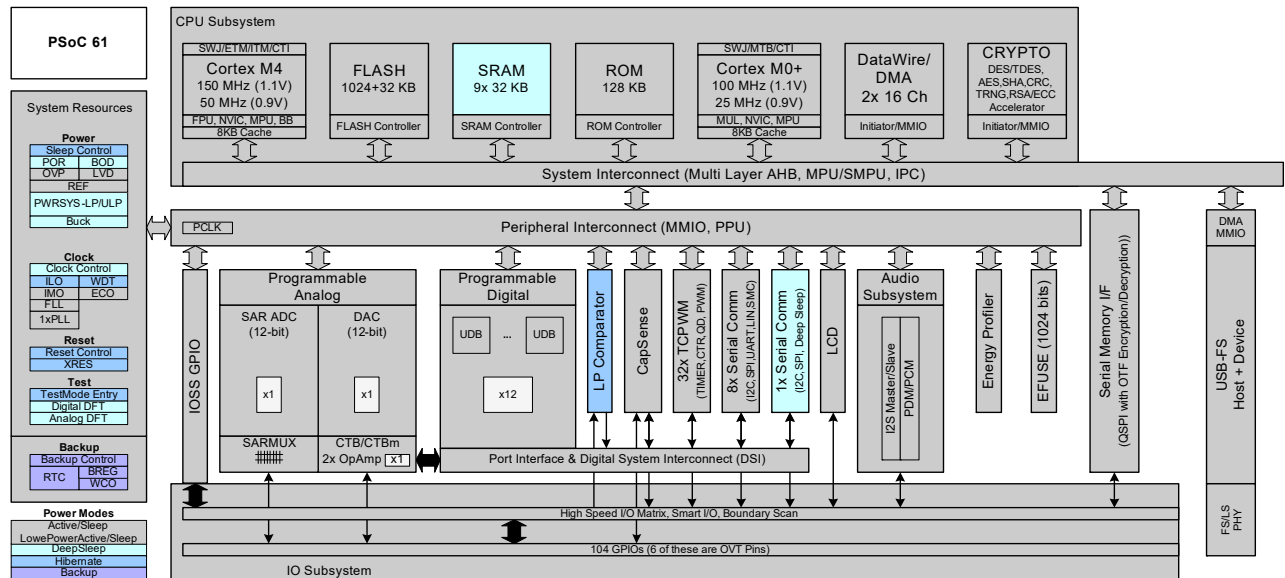 PSoC 61
System Resources
Power
Sleep Control
POR BOD
OVP LVD
REF
PWRSYS-LP/ULP
Buck
Clock
Clock Control
ILO WDT
IMO ECO
FLL
1xPLL
Reset
Reset Control
XRES
Test
TestMode Entry
Digital DFT
Analog DFT
Backup
Backup Control
RTC
BREG
WCO
Power Modes
Active/Sleep
LowePowerActive/Sleep
DeepSleep
Hibernate
Backup
CPU Subsystem
SWJ/ETM/ITM/CTI
Cortex M4
150 MHz (1.1V)
50 MHz (0.9V)
FPU, NVIC, MPU, BB
8KB Cache
FLASH
1024+32 KB
FLASH Controller
SRAM
9x 32 KB
SRAM Controller
ROM
128 KB
ROM Controller
SWJ/MTB/CTI
Cortex M0+
100 MHz (1.1V)
25 MHz (0.9V)
MUL, NVIC, MPU
8KB Cache
DataWire/
DMA
2x 16 Ch
Initiator/MMIO
CRYPTO
DES/TDES,
AES,SHA,CRC,
TRNG,RSA/ECC
Accelerator
Initiator/MMIO
System Interconnect (Multi Layer AHB, MPU/SMPU, IPC)
PCLK
Peripheral Interconnect (MMIO, PPU)
IOSS GPIO
Programmable
Analog
SAR ADC
(12-bit)
x1
SARMUX
DAC
(12-bit)
x1
CTB/CTBm
2x OpAmp x1
Programmable
Digital
UDB ... UDB
x12
LP Comparator
CapSense
32x TCPWM
(TIMER,CTR,QD, PWM)
8x Serial Comm
(I2C,SPI,UART,LIN,SMC)
1x Serial Comm
(I2C,SPI, Deep Sleep)
LCD
Audio
Subsystem
I2S Master/Slave
PDM/PCM
Energy Profiler
EFUSE (1024 bits)
Serial Memory I/F
(QSPI with OTF Encryption/Decryption))
DMA
MMIO
USB-FS
Host + Device
FS/LS
PHY
Port Interface & Digital System Interconnect (DSI)
High Speed I/O Matrix, Smart I/O, Boundary Scan
104 GPIOs (6 of these are OVT Pins)
IO Subsystem